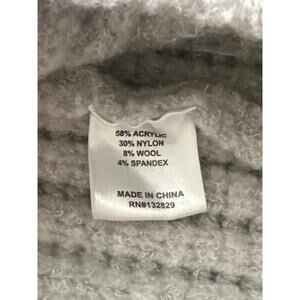 58% ACRYLIC
30% NYLON
8% WOOL
4% SPANDEX
MADE IN CHINA
RN#132829